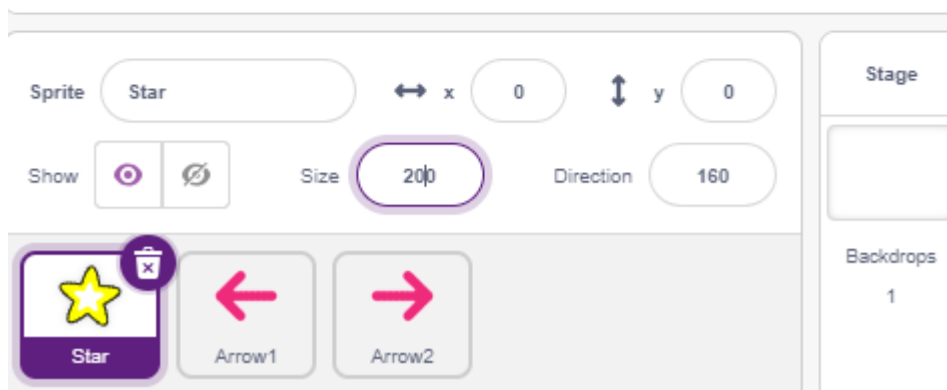 Sprite Star x 0 y 0
Show Size 200 Direction 160
Star Arrow1 Arrow2
Stage
Backdrops
1